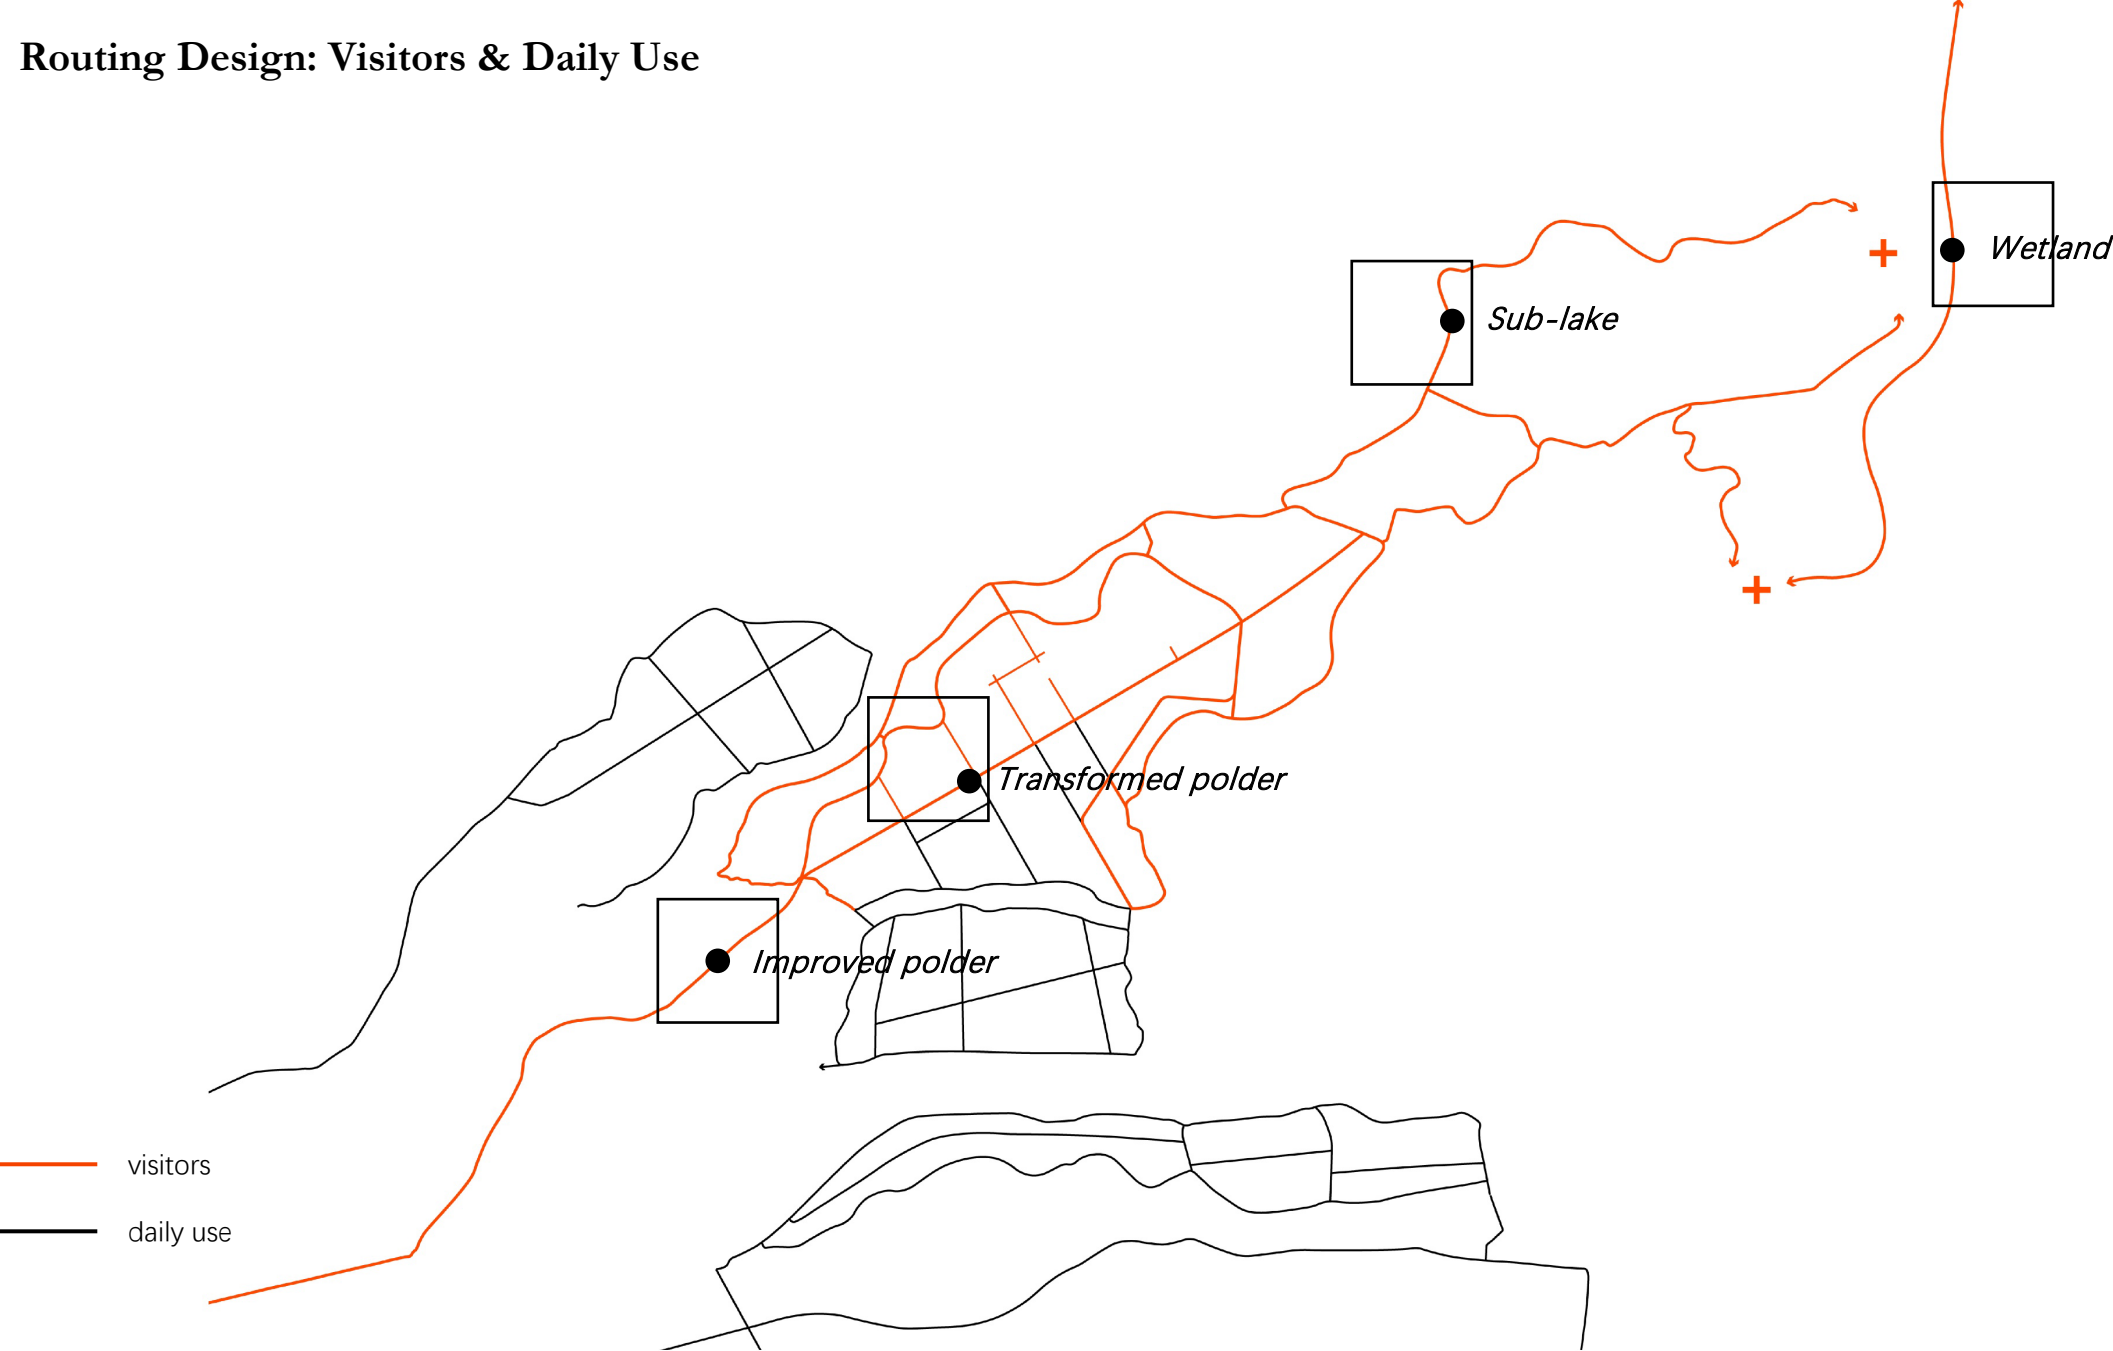 Routing Design: Visitors & Daily Use
Wetland
Sub-lake
Transformed polder
Improved polder
visitors
daily use